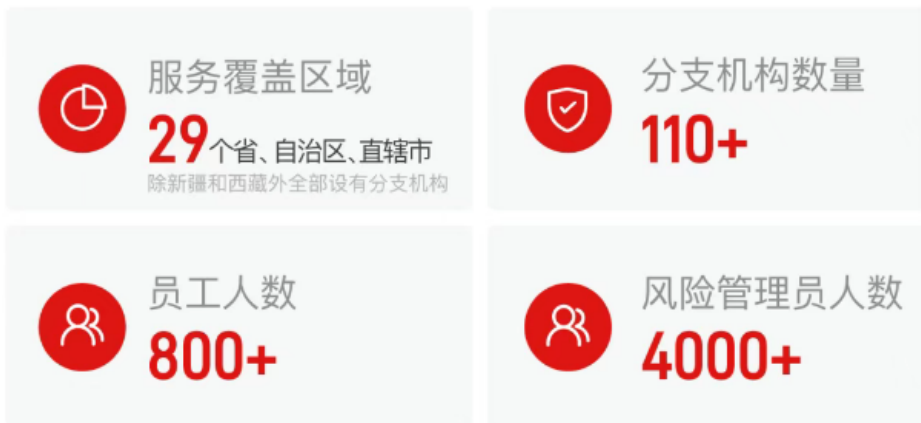 服务覆盖区域
29个省、自治区、直辖市
除新疆和西藏外全部设有分支机构
分支机构数量
110+
员工人数
800+
风险管理员人数
4000+